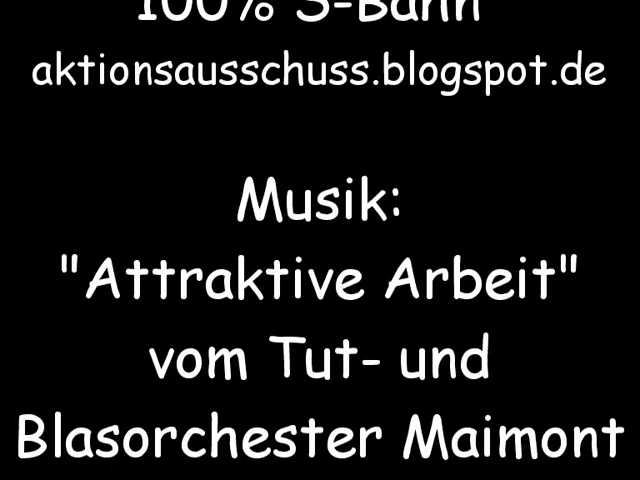 100% S-Bahn
aktionsausschuss.blogspot.de
Musik:
"Attraktive Arbeit"
vom Tut- und
Blasorchester Maimont